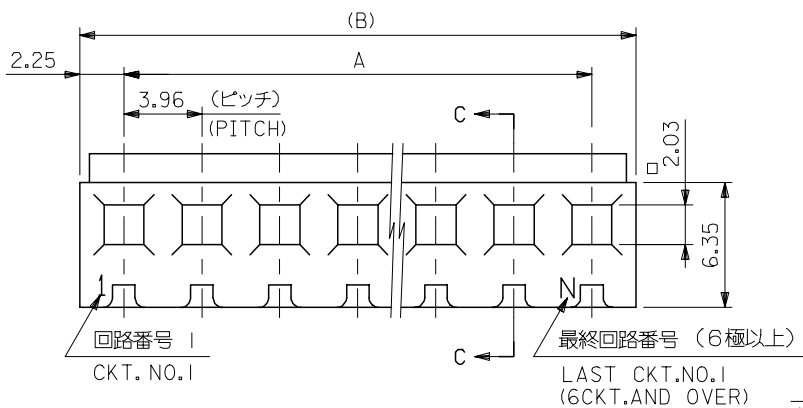 (B)
2.25
A
3.96 (ピッチ)
(PITCH)
C
□ 2.03
6.35
1
N
回路番号 1
CKT.NO.1
C
最終回路番号 (6極以上)
LAST CKT.NO.1
(6CKT.AND OVER)